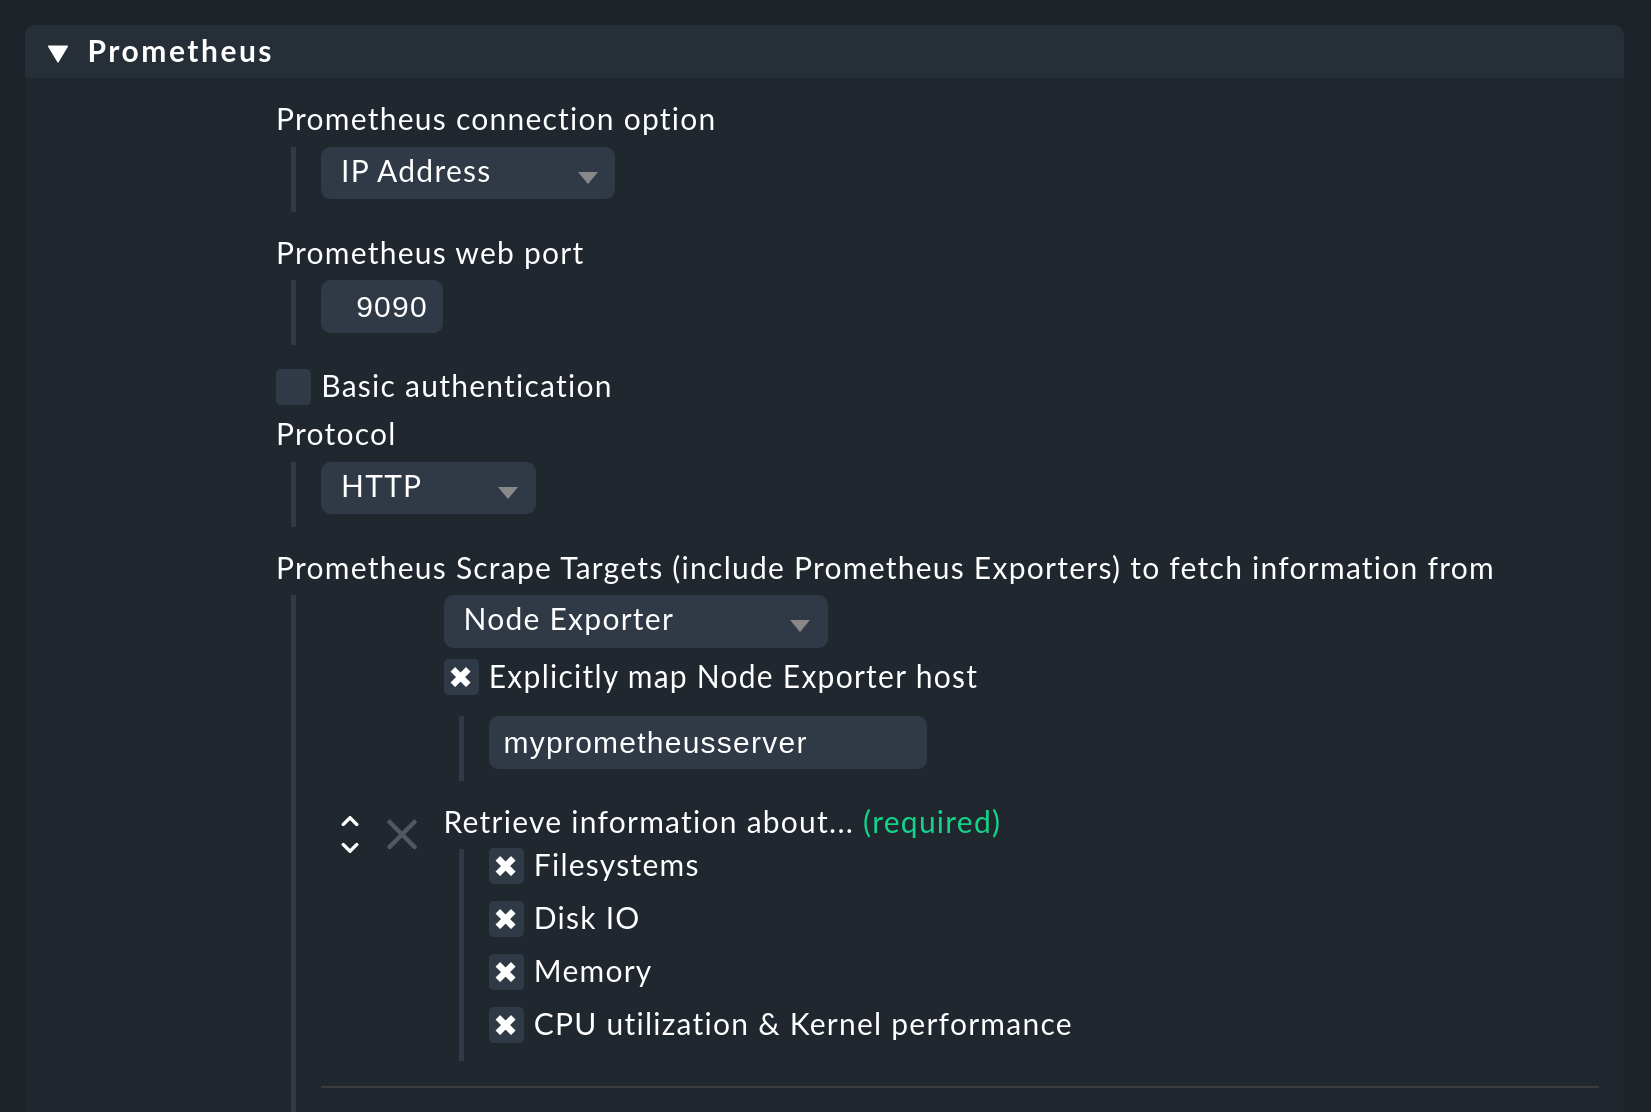 Prometheus
Prometheus connection option
IP Address
Prometheus web port
9090
Basic authentication
Protocol
HTTP
Prometheus Scrape Targets (include Prometheus Exporters) to fetch information from
Node Exporter
Explicitly map Node Exporter host
myprometheusserver
Retrieve information about... (required)
Filesystems
Disk IO
Memory
CPU utilization & Kernel performance